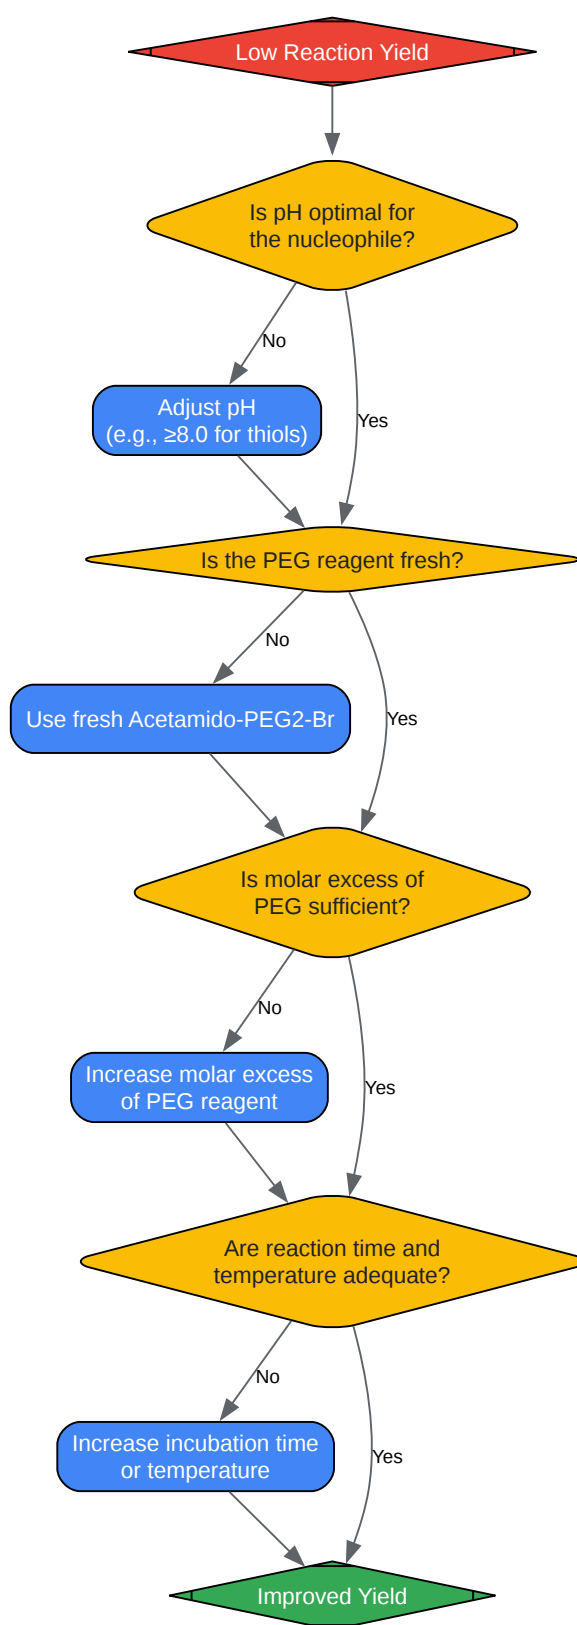 Low Reaction Yield
Is pH optimal for
the nucleophile?
No
Adjust pH
(e.g., ≥8.0 for thiols)
Yes
Is the PEG reagent fresh?
No
Use fresh Acetamido-PEG2-Br
Yes
Is molar excess of
PEG sufficient?
No
Increase molar excess
of PEG reagent
Yes
Are reaction time and
temperature adequate?
No
Increase incubation time
or temperature
Yes
Improved Yield